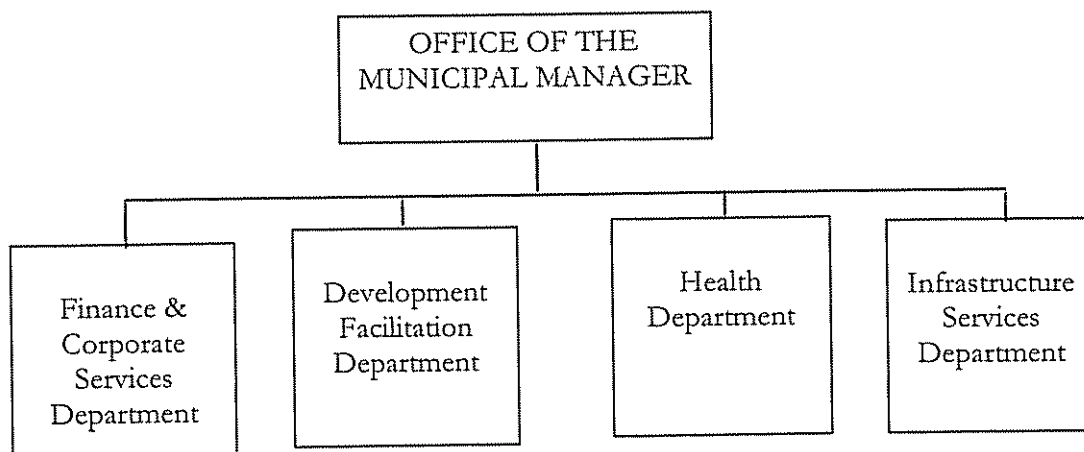 OFFICE OF THE
MUNICIPAL MANAGER
Finance &
Corporate
Services
Department
Development
Facilitation
Department
Health
Department
Infrastructure
Services
Department